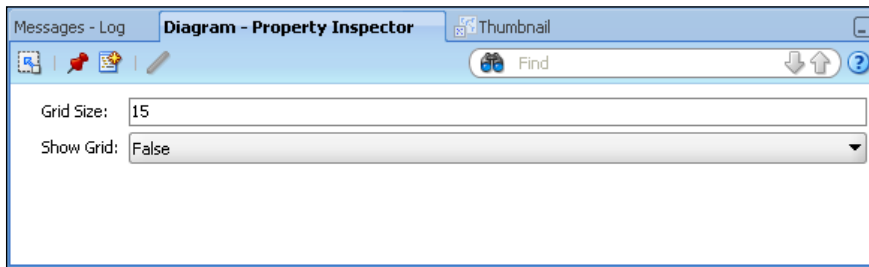 Messages - Log Diagram - Property Inspector Thumbnail
Find ?
Grid Size: 15
Show Grid: False